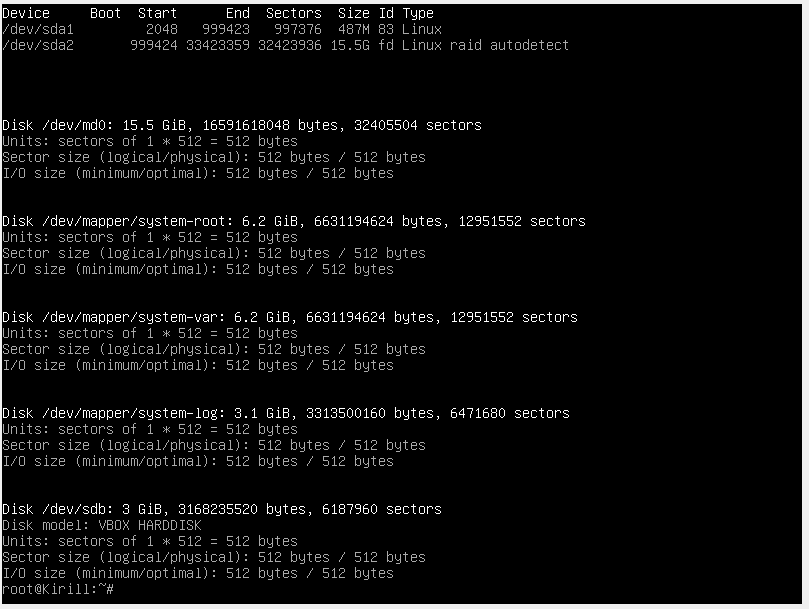 Device     Boot  Start      End  Sectors  Size Id Type
/dev/sda1         2048   999423   997376  487M 83 Linux
/dev/sda2       999424 33423359 32423936 15.5G fd Linux raid autodetect
Disk /dev/md0: 15.5 GiB, 16591618048 bytes, 32405504 sectors
Units: sectors of 1 * 512 = 512 bytes
Sector size (logical/physical): 512 bytes / 512 bytes
I/O size (minimum/optimal): 512 bytes / 512 bytes
Disk /dev/mapper/system-root: 6.2 GiB, 6631194624 bytes, 12951552 sectors
Units: sectors of 1 * 512 = 512 bytes
Sector size (logical/physical): 512 bytes / 512 bytes
I/O size (minimum/optimal): 512 bytes / 512 bytes
Disk /dev/mapper/system-var: 6.2 GiB, 6631194624 bytes, 12951552 sectors
Units: sectors of 1 * 512 = 512 bytes
Sector size (logical/physical): 512 bytes / 512 bytes
I/O size (minimum/optimal): 512 bytes / 512 bytes
Disk /dev/mapper/system-log: 3.1 GiB, 3313500160 bytes, 6471680 sectors
Units: sectors of 1 * 512 = 512 bytes
Sector size (logical/physical): 512 bytes / 512 bytes
I/O size (minimum/optimal): 512 bytes / 512 bytes
Disk /dev/sdb: 3 GiB, 3168235520 bytes, 6187960 sectors
Disk model: VBOX HARDDISK
Units: sectors of 1 * 512 = 512 bytes
Sector size (logical/physical): 512 bytes / 512 bytes
I/O size (minimum/optimal): 512 bytes / 512 bytes
root@Kirill:~#